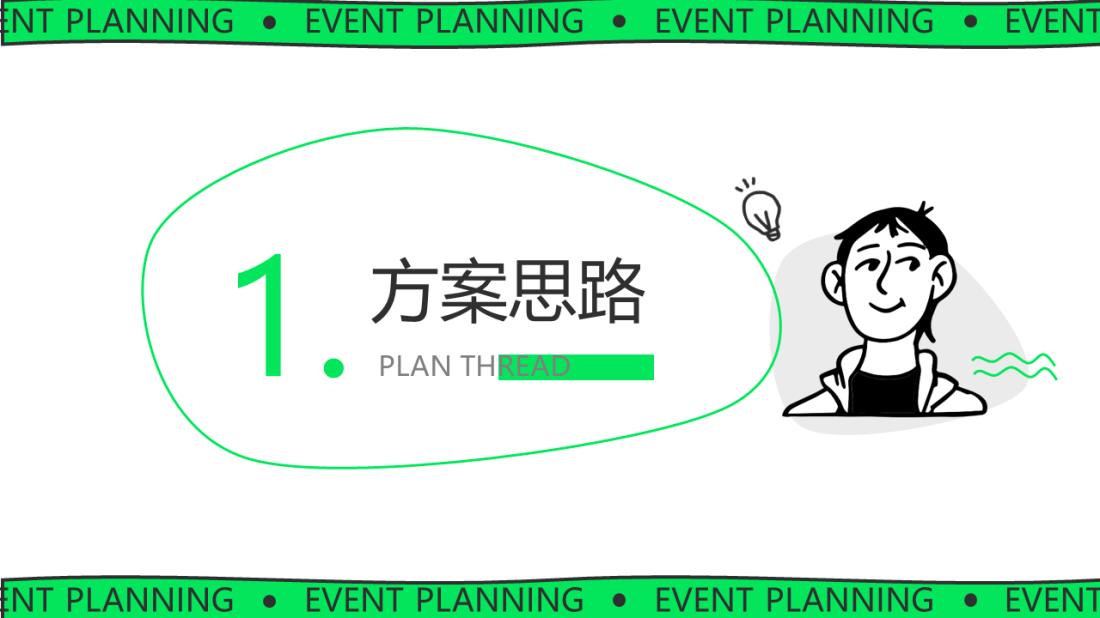 ENT PLANNING ● EVENT PLANNING ● EVENT PLANNING ● EVENT
1. 方案思路
PLAN THREAD
ENT PLANNING ● EVENT PLANNING ● EVENT PLANNING ● EVENT